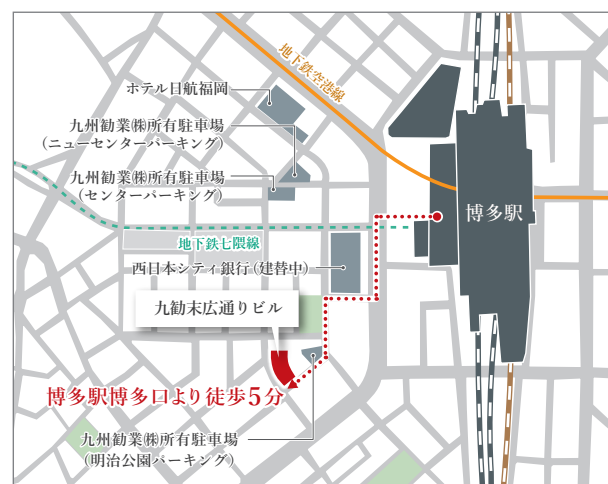 地下鉄空港線
ホテル日航福岡
九州勧業㈱所有駐車場
(ニューセンターパーキング)
九州勧業㈱所有駐車場
(センターパーキング)
博多駅
地下鉄七隈線
西日本シティ銀行(建替中)
九勧末広通りビル
博多駅博多口より徒歩5分
九州勧業㈱所有駐車場
(明治公園パーキング)